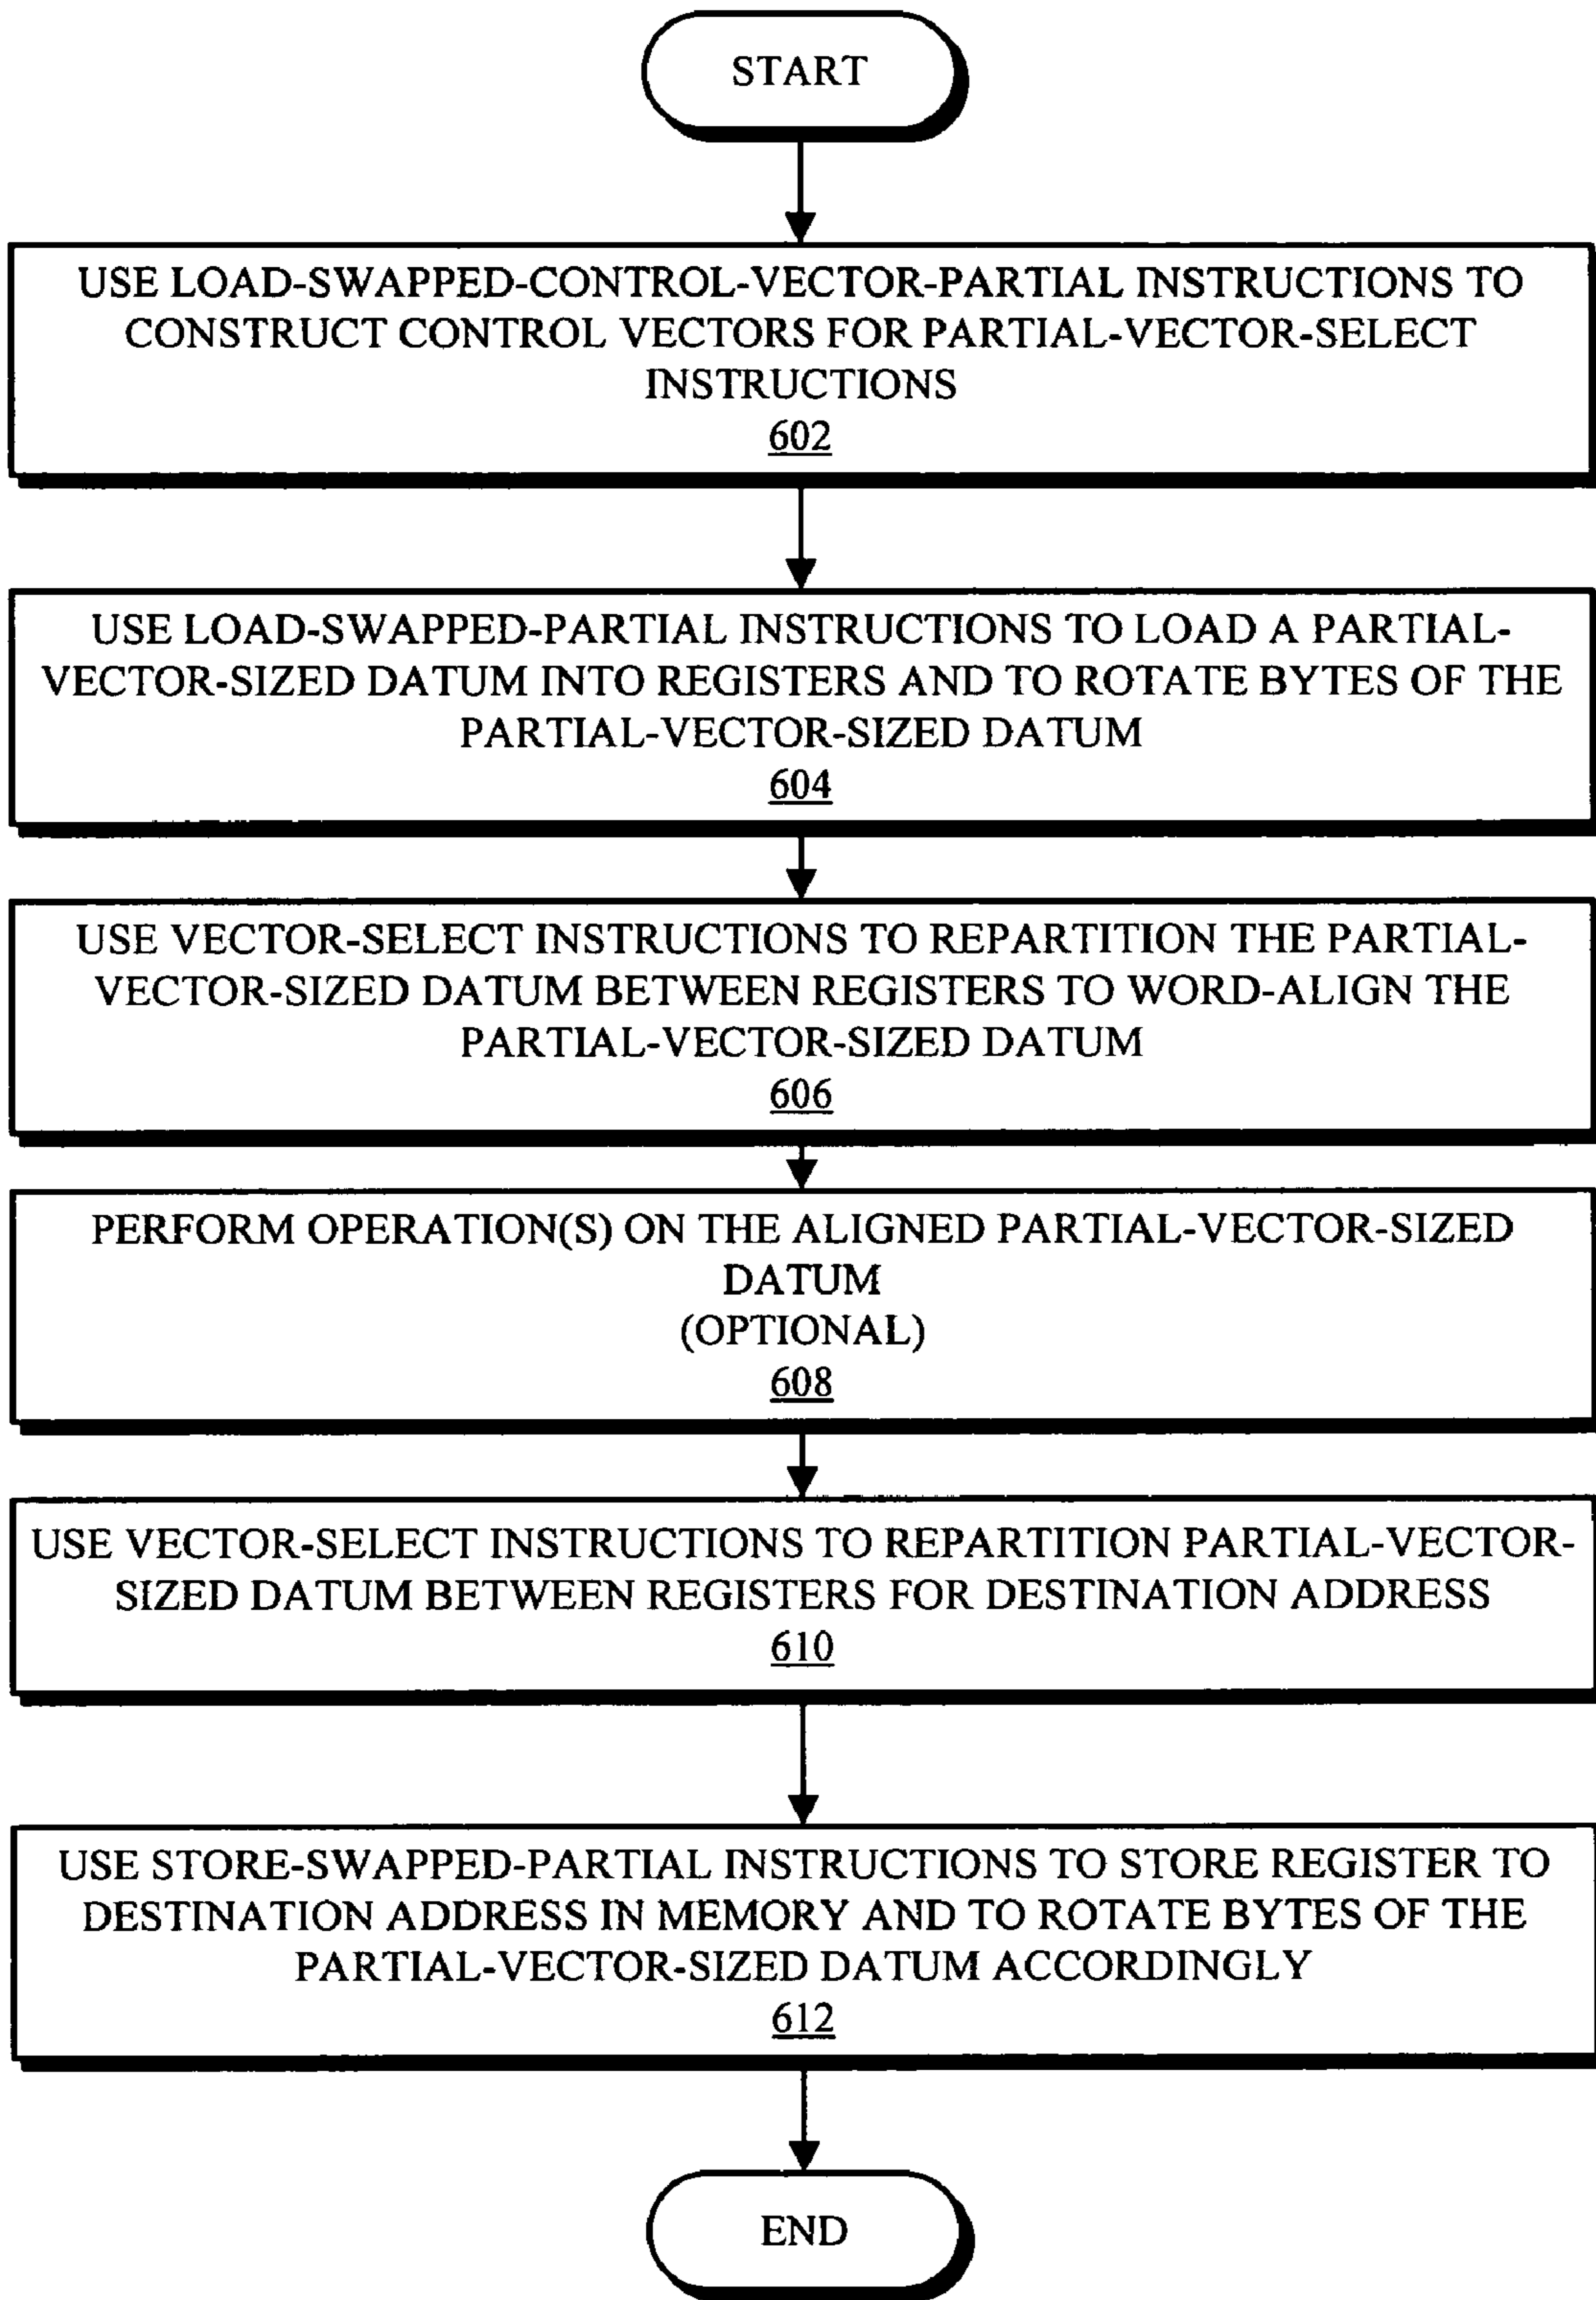 START
USE LOAD-SWAPPED-CONTROL-VECTOR-PARTIAL INSTRUCTIONS TO
CONSTRUCT CONTROL VECTORS FOR PARTIAL-VECTOR-SELECT
INSTRUCTIONS
602
USE LOAD-SWAPPED-PARTIAL INSTRUCTIONS TO LOAD A PARTIAL-
VECTOR-SIZED DATUM INTO REGISTERS AND TO ROTATE BYTES OF THE
PARTIAL-VECTOR-SIZED DATUM
604
USE VECTOR-SELECT INSTRUCTIONS TO REPARTITION THE PARTIAL-
VECTOR-SIZED DATUM BETWEEN REGISTERS TO WORD-ALIGN THE
PARTIAL-VECTOR-SIZED DATUM
606
PERFORM OPERATION(S) ON THE ALIGNED PARTIAL-VECTOR-SIZED
DATUM
(OPTIONAL)
608
USE VECTOR-SELECT INSTRUCTIONS TO REPARTITION PARTIAL-VECTOR-
SIZED DATUM BETWEEN REGISTERS FOR DESTINATION ADDRESS
610
USE STORE-SWAPPED-PARTIAL INSTRUCTIONS TO STORE REGISTER TO
DESTINATION ADDRESS IN MEMORY AND TO ROTATE BYTES OF THE
PARTIAL-VECTOR-SIZED DATUM ACCORDINGLY
612
END